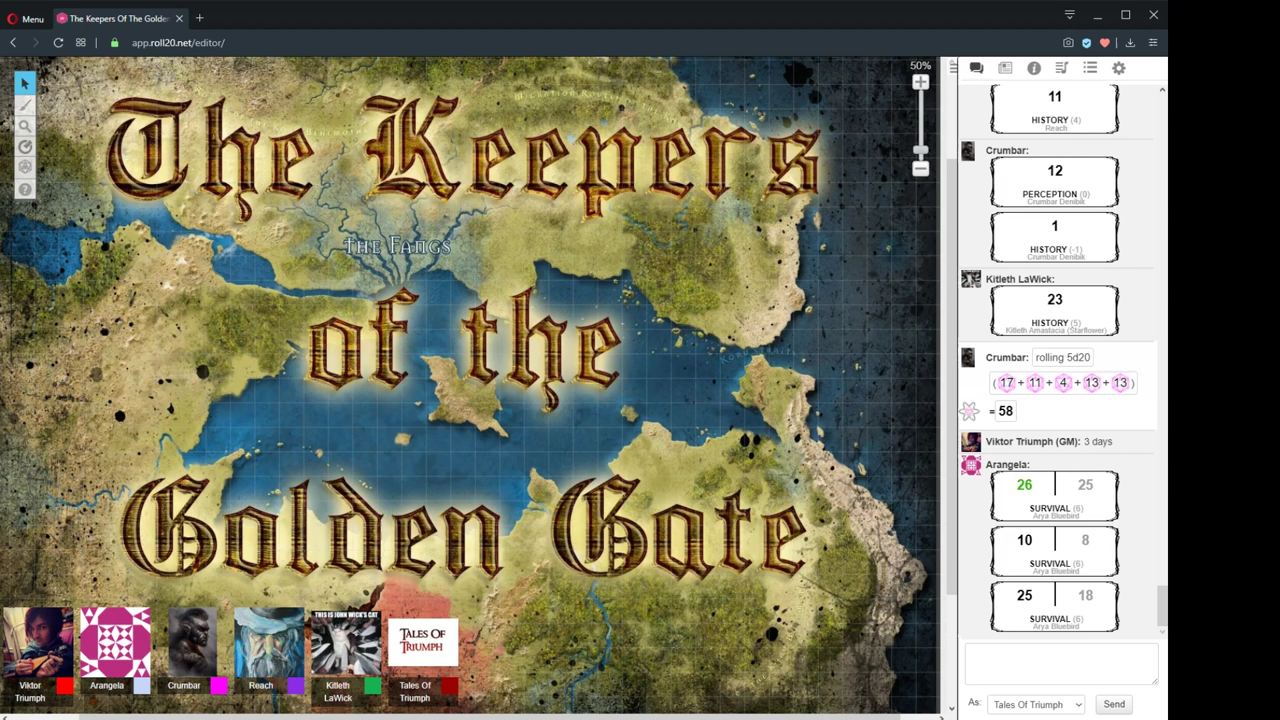 Menu
The Keepers Of The Golden
app.roll20.net/editor/
50%
The Keepers
of the
Golden Gate
The Fangs
11
HISTORY (4)
Reach
Crumbar:
12
PERCEPTION (0)
Crumbar Denibik
1
HISTORY (-1)
Crumbar Denibik
Kitleth LaWick:
23
HISTORY (5)
Kitleth Amastacia (Starflower)
Crumbar: rolling 5d20
(17+11+4+13+13)
= 58
Viktor Triumph (GM): 3 days
Arangela:
26 25
SURVIVAL (6)
Arya Bluebird
10 8
SURVIVAL (6)
Arya Bluebird
25 18
SURVIVAL (6)
Arya Bluebird
THIS IS JOHN WICK'S CAT
TALES OF
TRIUMPH
Viktor
Triumph
Arangela
Crumbar
Reach
Kitleth
LaWick
Tales Of
Triumph
As: Tales Of Triumph Send